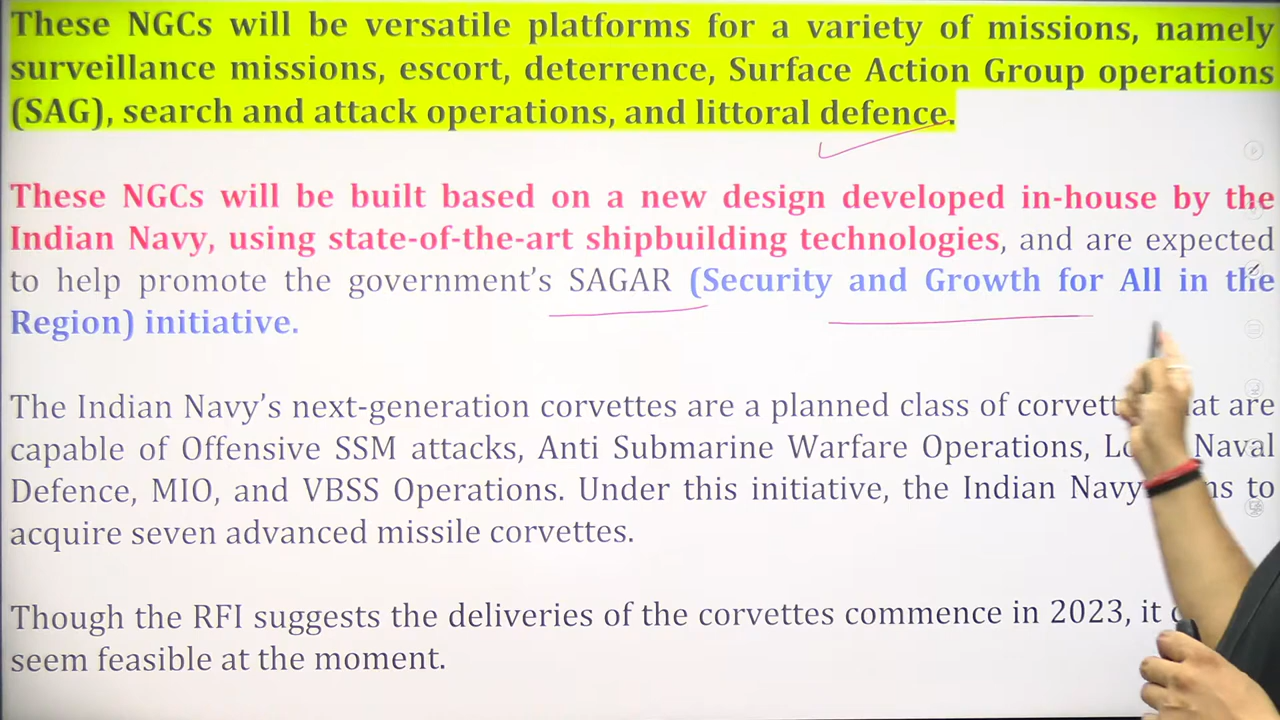 These NGCs will be versatile platforms for a variety of missions, namely
surveillance missions, escort, deterrence, Surface Action Group operations
(SAG), search and attack operations, and littoral defence.
These NGCs will be built based on a new design developed in-house by the
Indian Navy, using state-of-the-art shipbuilding technologies, and are expected
to help promote the government's SAGAR (Security and Growth for All in the
Region) initiative.
The Indian Navy's next-generation corvettes are a planned class of are
capable of Offensive SSM attacks, Anti Submarine Warfare Operations, Naval
Defence, MIO, and VBSS Operations. Under this initiative, the Indian Navy to
acquire seven advanced missile corvettes.
Though the RFI suggests the deliveries of the corvettes commence in 2023, it
seem feasible at the moment.